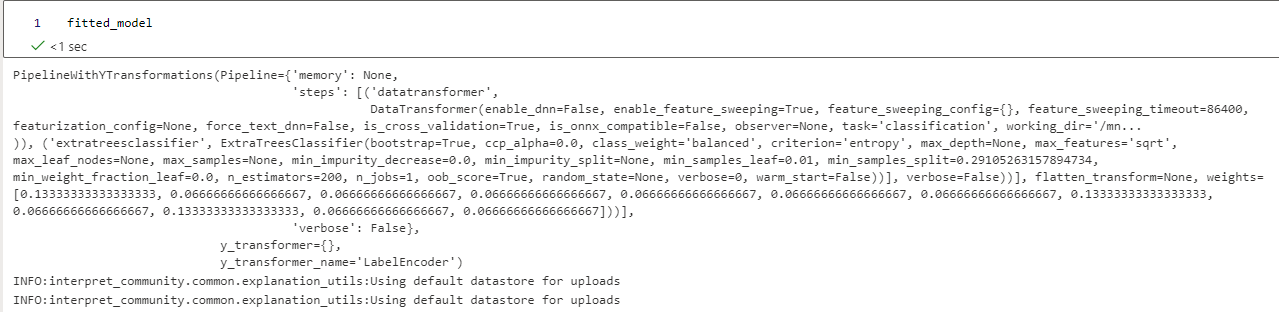 1 fitted_model
<1 sec
PipelineWithYTransformations(Pipeline={'memory': None,
'steps': [('datatransformer',
DataTransformer(enable_dnn=False, enable_feature_sweeping=True, feature_sweeping_config={}, feature_sweeping_timeout=86400,
featurization_config=None, force_text_dnn=False, is_cross_validation=True, is_onnx_compatible=False, observer=None, task='classification', working_dir='/mn...
)), ('extratreesclassifier', ExtraTreesClassifier(bootstrap=True, ccp_alpha=0.0, class_weight='balanced', criterion='entropy', max_depth=None, max_features='sqrt',
max_leaf_nodes=None, max_samples=None, min_impurity_decrease=0.0, min_impurity_split=None, min_samples_leaf=0.01, min_samples_split=0.29105263157894734,
min_weight_fraction_leaf=0.0, n_estimators=200, n_jobs=1, oob_score=True, random_state=None, verbose=0, warm_start=False))], verbose=False))], flatten_transform=None, weights=
[0.13333333333333333, 0.06666666666666667, 0.06666666666666667, 0.06666666666666667, 0.06666666666666667, 0.06666666666666667, 0.06666666666666667, 0.13333333333333333,
0.06666666666666667, 0.13333333333333333, 0.06666666666666667, 0.06666666666666667]))],
'verbose': False},
y_transformer={},
y_transformer_name='LabelEncoder')
INFO:interpret_community.common.explanation_utils:Using default datastore for uploads
INFO:interpret_community.common.explanation_utils:Using default datastore for uploads